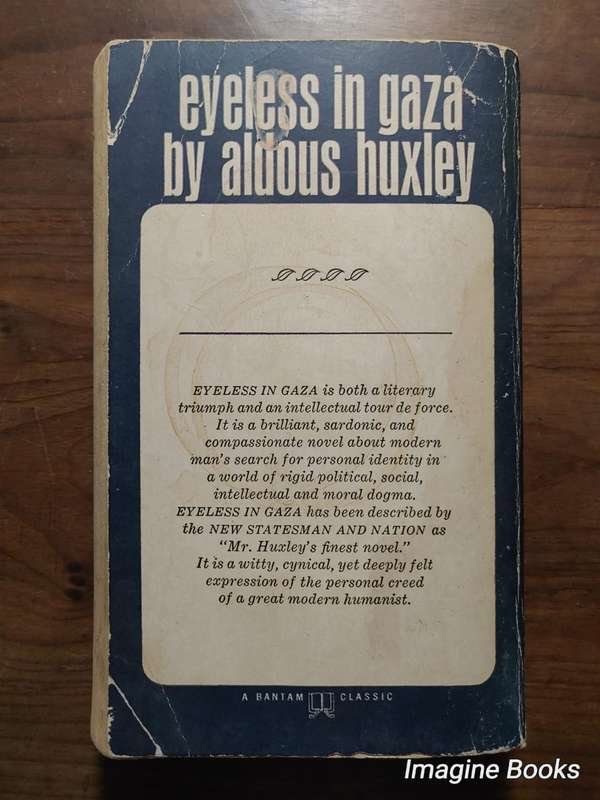 eyeless in gaza
by aldous huxley
EYELESS IN GAZA is both a literary
triumph and an intellectual tour de force.
It is a brilliant, sardonic, and
compassionate novel about modern
man's search for personal identity in
a world of rigid political, social,
intellectual and moral dogma.
EYELESS IN GAZA has been described by
the NEW STATESMAN AND NATION as
"Mr. Huxley's finest novel."
It is a witty, cynical, yet deeply felt
expression of the personal creed
of a great modern humanist.
A BANTAM CLASSIC
Imagine Books